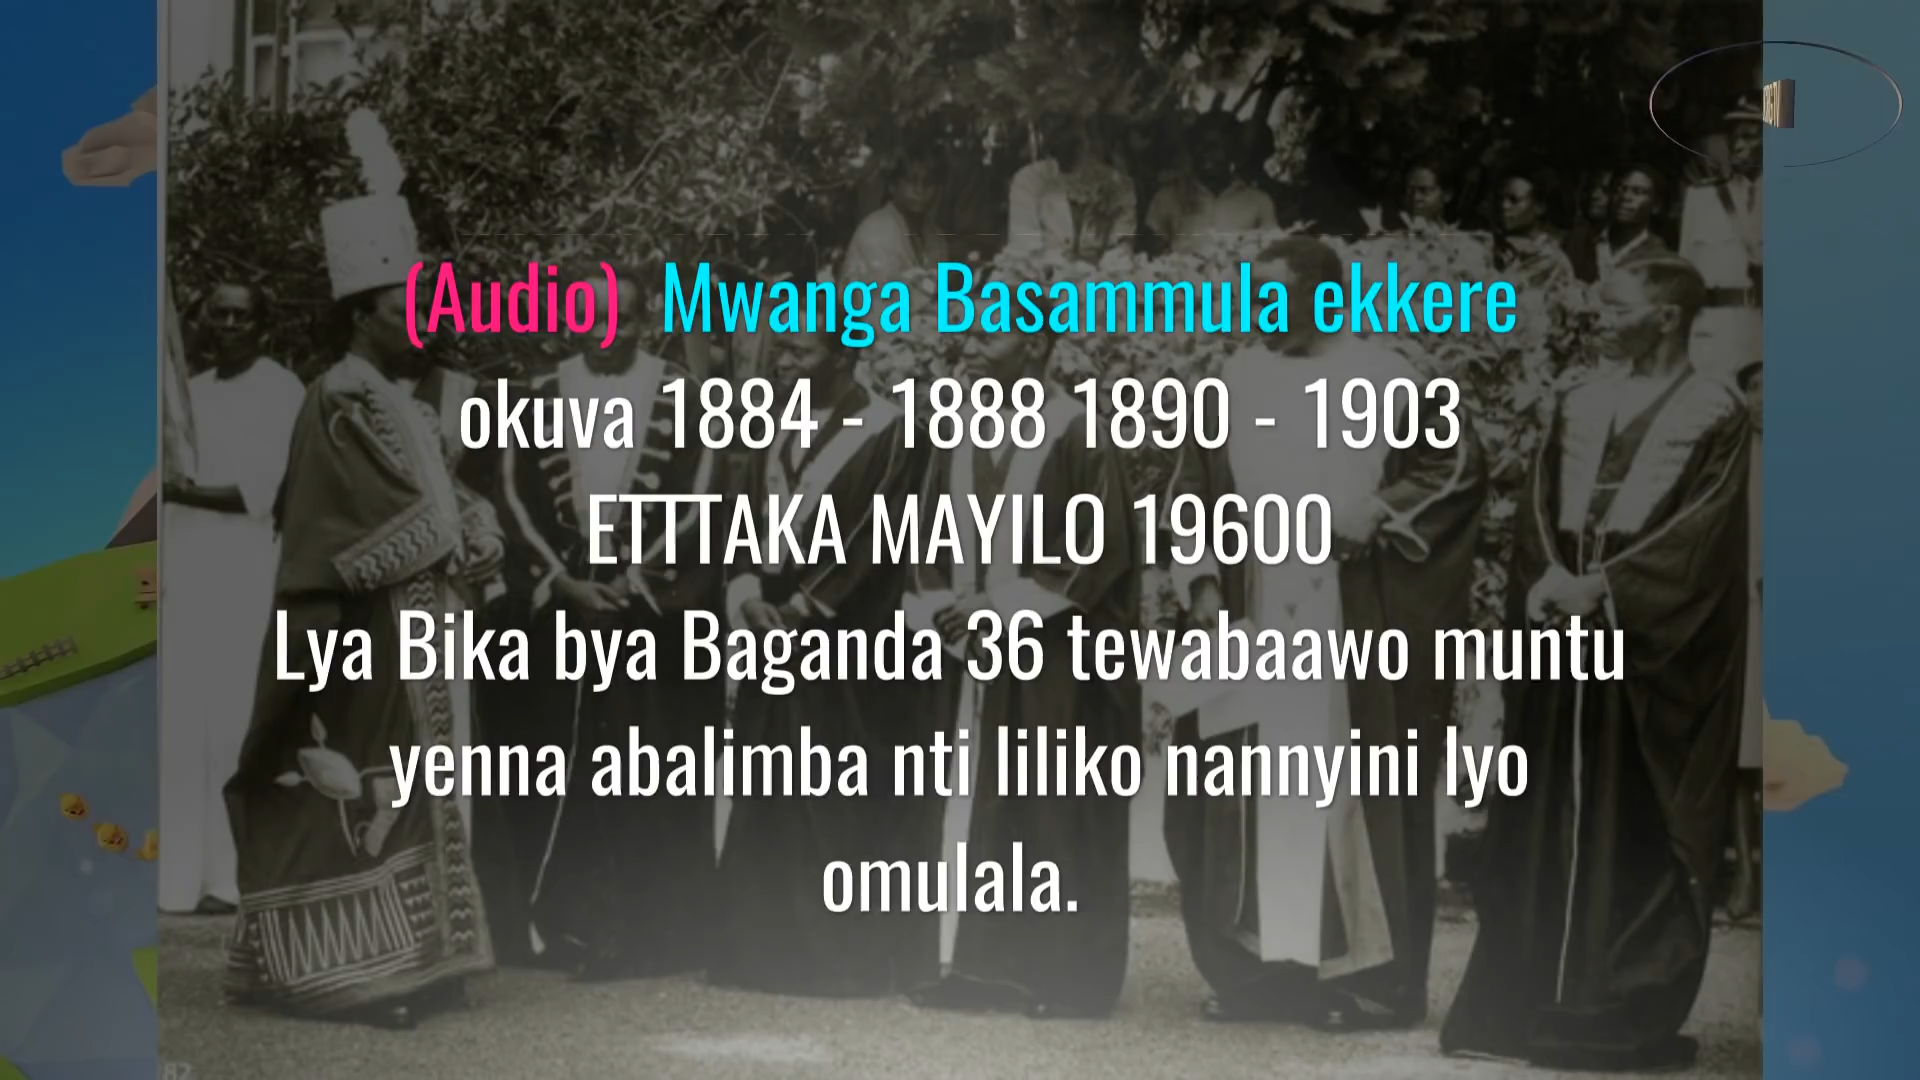 (Audio) Mwanga Basammula ekkere
okuva 1884 - 1888 1890 - 1903
ETTTAKA MAYILO 19600
Lya Bika bya Baganda 36 tewabaawo muntu
yenna abalimba nti liliko nannyini lyo
omulala.
82